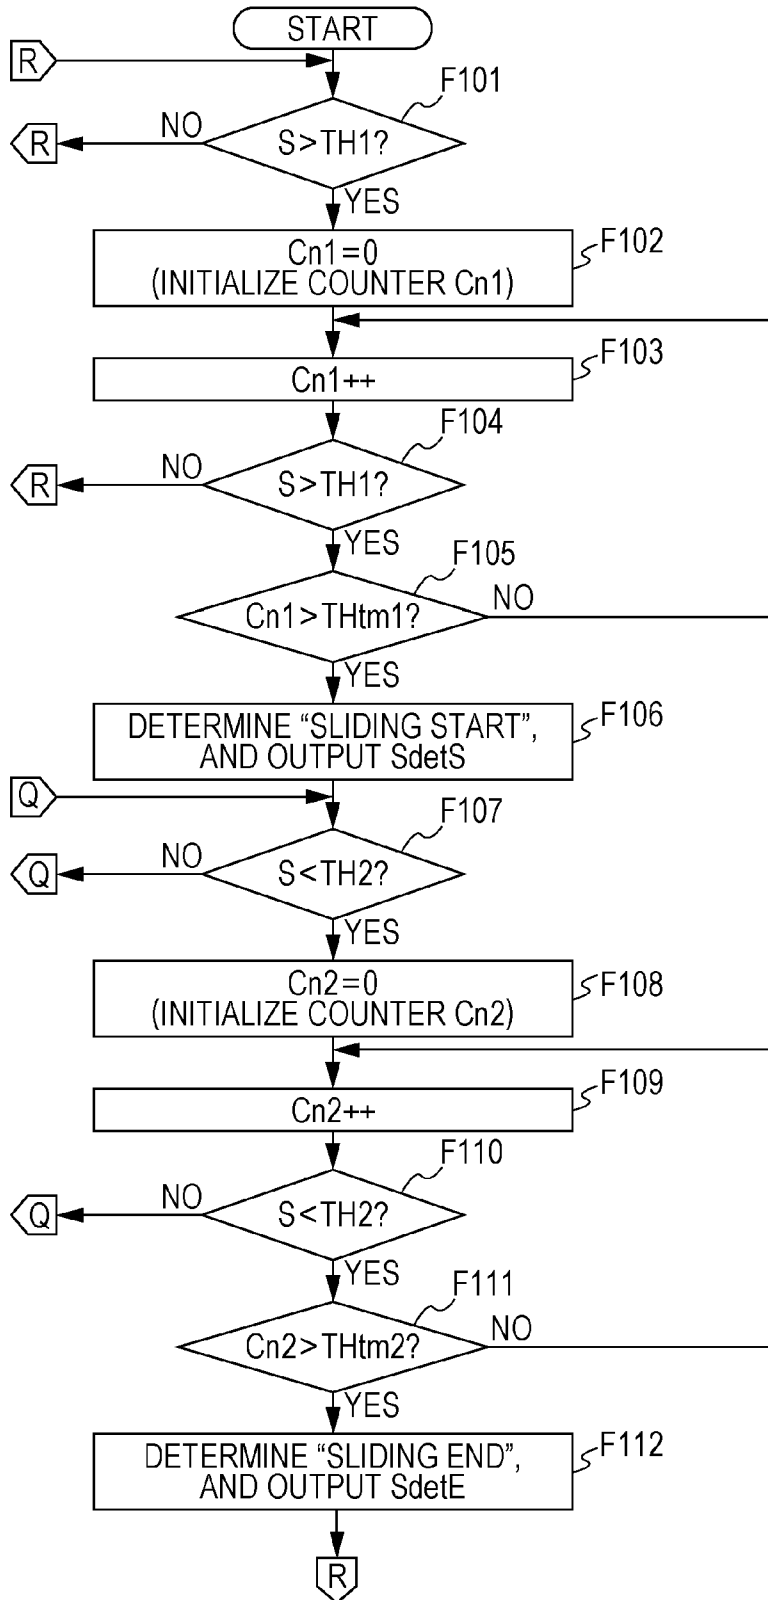 START
R
F101
S>TH1?
NO
R
YES
F102
Cn1=0
(INITIALIZE COUNTER Cn1)
F103
Cn1++
F104
S>TH1?
NO
R
YES
F105
Cn1>THtm1?
NO
YES
F106
DETERMINE “SLIDING START”,
AND OUTPUT SdetS
Q
F107
S<TH2?
NO
Q
YES
F108
Cn2=0
(INITIALIZE COUNTER Cn2)
F109
Cn2++
F110
S<TH2?
NO
Q
YES
F111
Cn2>THtm2?
NO
YES
F112
DETERMINE “SLIDING END”,
AND OUTPUT SdetE
R